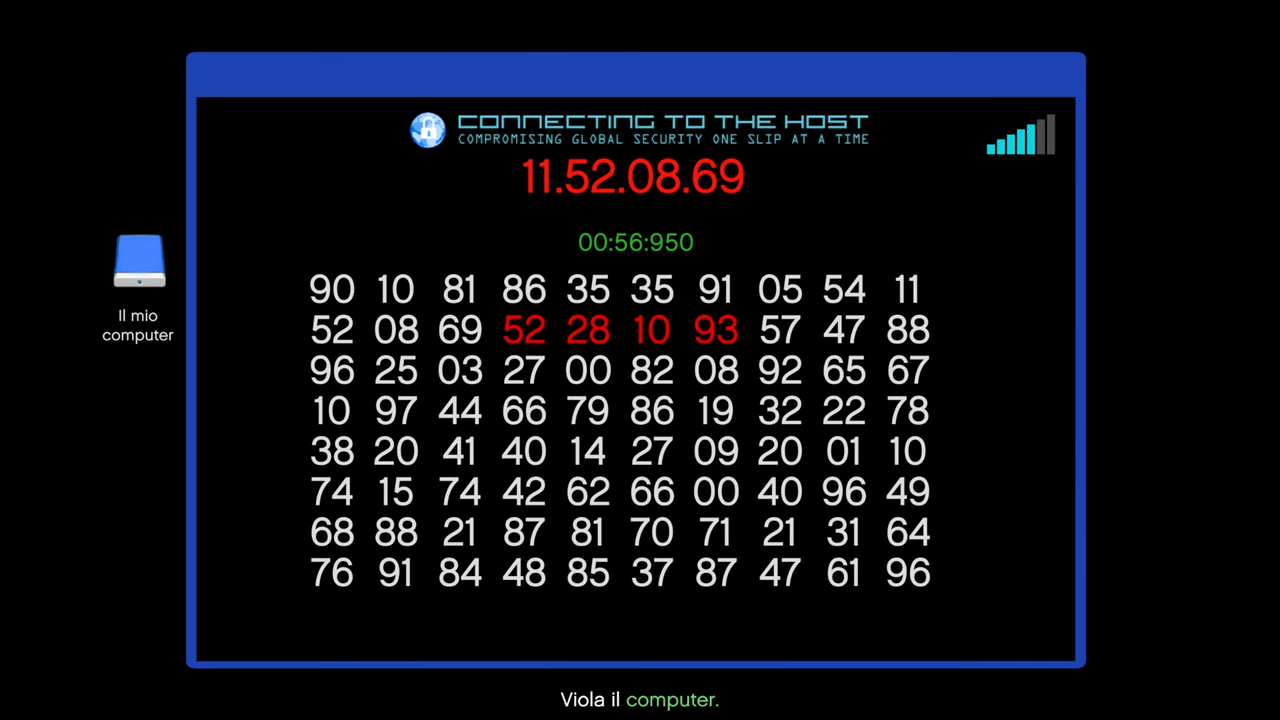 CONNECTING TO THE HOST
COMPROMISING GLOBAL SECURITY ONE SLIP AT A TIME
11.52.08.69
00:56:950
90 10 81 86 35 35 91 05 54 11
52 08 69 52 28 10 93 57 47 88
96 25 03 27 00 82 08 92 65 67
10 97 44 66 79 86 19 32 22 78
38 20 41 40 14 27 09 20 01 10
74 15 74 42 62 66 00 40 96 49
68 88 21 87 81 70 71 21 31 64
76 91 84 48 85 37 87 47 61 96
Il mio
computer
Viola il computer.